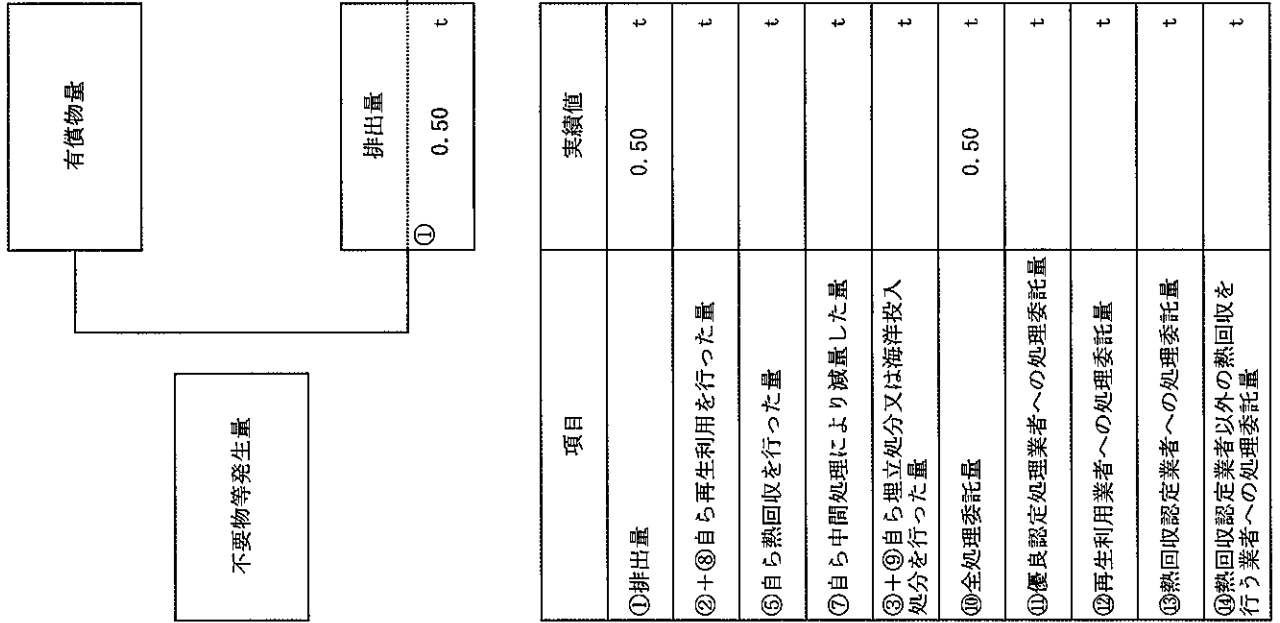 有償物量
不要物等発生量
排出量
① 0.50 t
項目 実績値
①排出量 0.50 t
②+⑧自ら再生利用を行った量 t
⑤自ら熱回収を行った量 t
⑦自ら中間処理により減量した量 t
③+⑨自ら埋立処分又は海洋投入
処分を行った量 t
⑩全処理委託量 0.50 t
⑪優良認定処理業者への処理委託量 t
⑫再生利用業者への処理委託量 t
⑬熱回収認定業者への処理委託量 t
⑭熱回収認定業者以外の熱回収を
行う業者への処理委託量 t